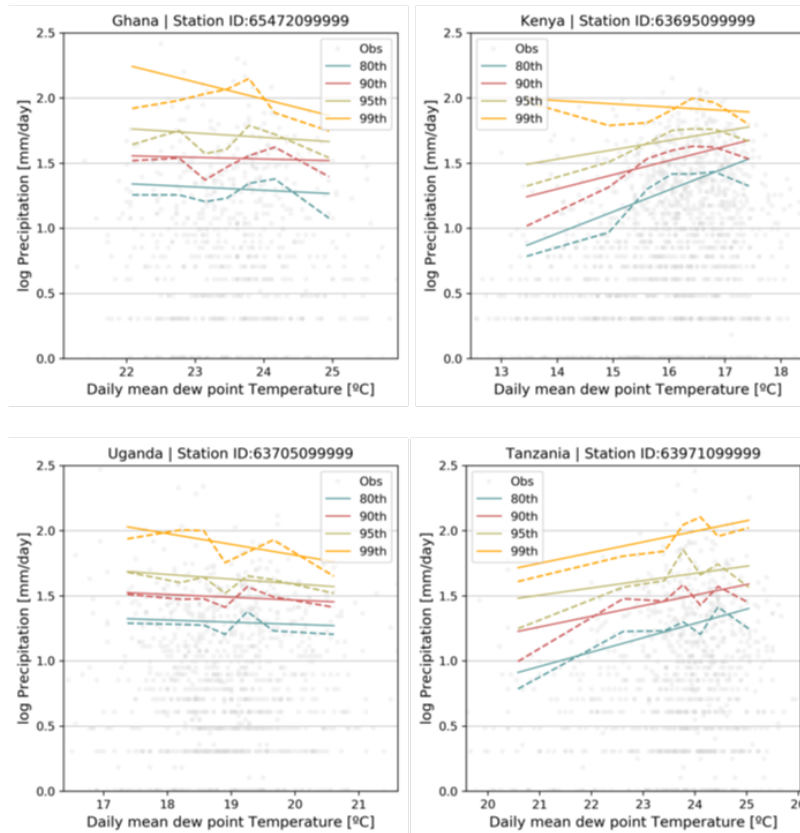 Ghana | Station ID:65472099999
log Precipitation [mm/day]
2.5
2.0
1.5
1.0
0.5
0.0
Obs
80th
90th
95th
99th
22 23 24 25
Daily mean dew point Temperature [ºC]
Kenya | Station ID:63695099999
log Precipitation [mm/day]
2.5
2.0
1.5
1.0
0.5
0.0
Obs
80th
90th
95th
99th
13 14 15 16 17 18
Daily mean dew point Temperature [ºC]
Uganda | Station ID:63705099999
log Precipitation [mm/day]
2.5
2.0
1.5
1.0
0.5
0.0
Obs
80th
90th
95th
99th
17 18 19 20 21
Daily mean dew point Temperature [ºC]
Tanzania | Station ID:63971099999
log Precipitation [mm/day]
2.5
2.0
1.5
1.0
0.5
0.0
Obs
80th
90th
95th
99th
20 21 22 23 24 25
Daily mean dew point Temperature [ºC]